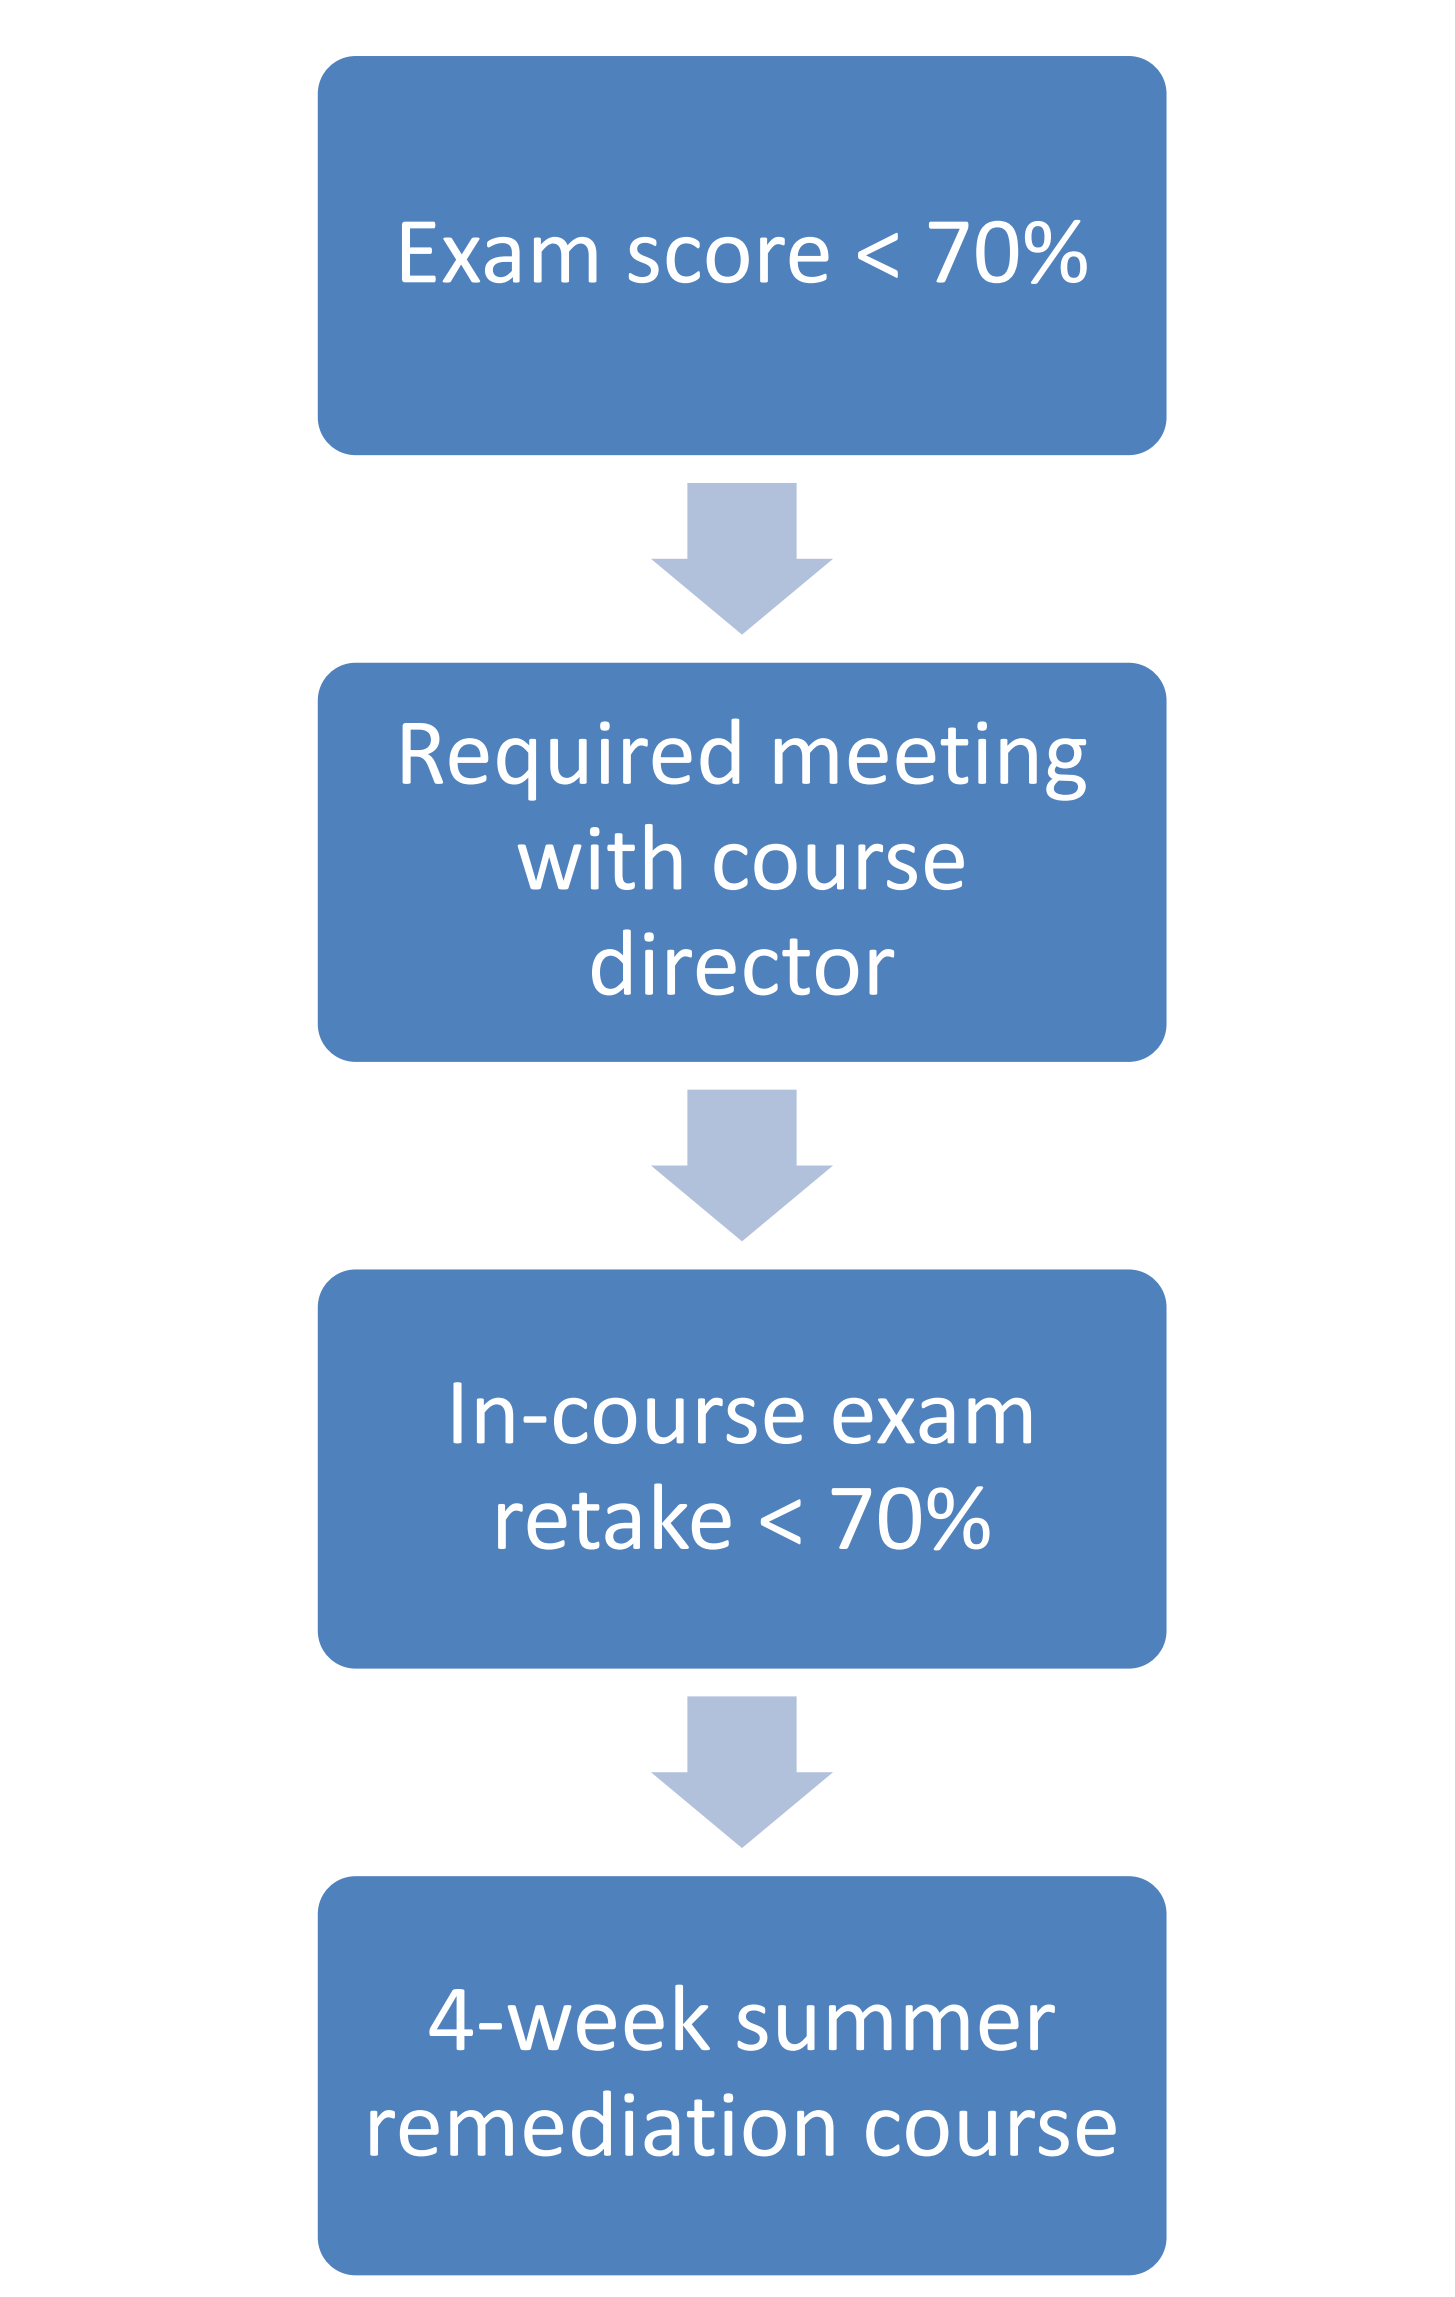 Exam score < 70%
Required meeting
with course
director
In-course exam
retake < 70%
4-week summer
remediation course